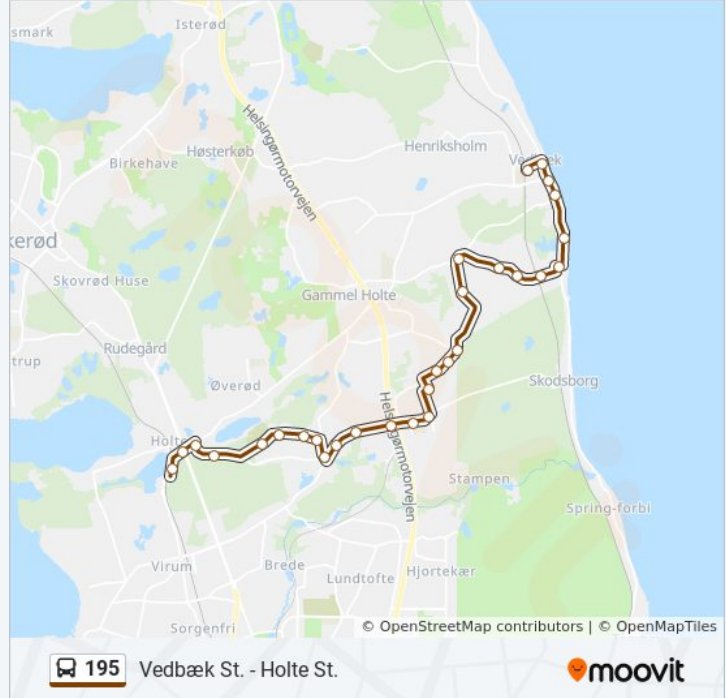 smark
Isterød
Helsingørmotorvejen
Høsterkøb
Birkehave
Henriksholm
Vedbæk
kerød
Skovrød Huse
Gammel Holte
Rudegård
trup
Øverød
Skodsborg
Helsingørmotorvejen
Holte
Stampen
Spring-forbi
Virum
Brede
Lundtofte
Hjortekær
Sorgenfri
© OpenStreetMap contributors | © OpenMapTiles
195 Vedbæk St. - Holte St.
moovit